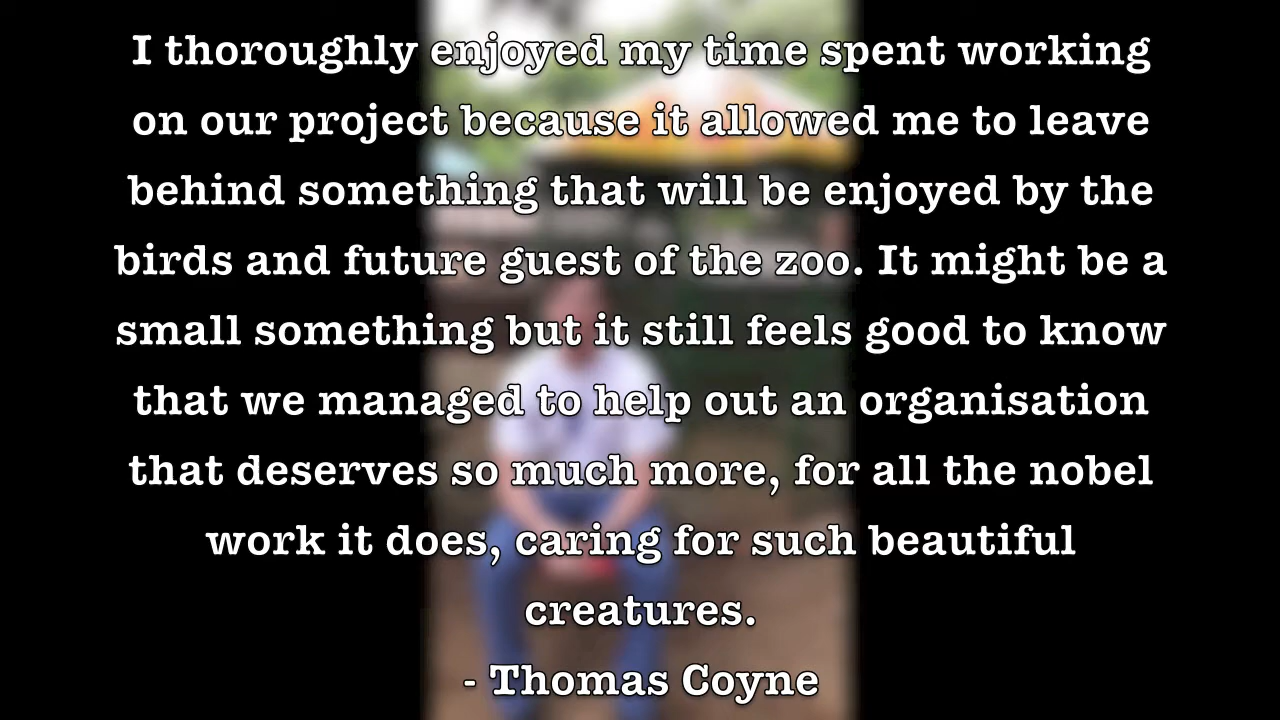 I thoroughly enjoyed my time spent working
on our project because it allowed me to leave
behind something that will be enjoyed by the
birds and future guest of the zoo. It might be a
small something but it still feels good to know
that we managed to help out an organisation
that deserves so much more, for all the nobel
work it does, caring for such beautiful
creatures.
- Thomas Coyne